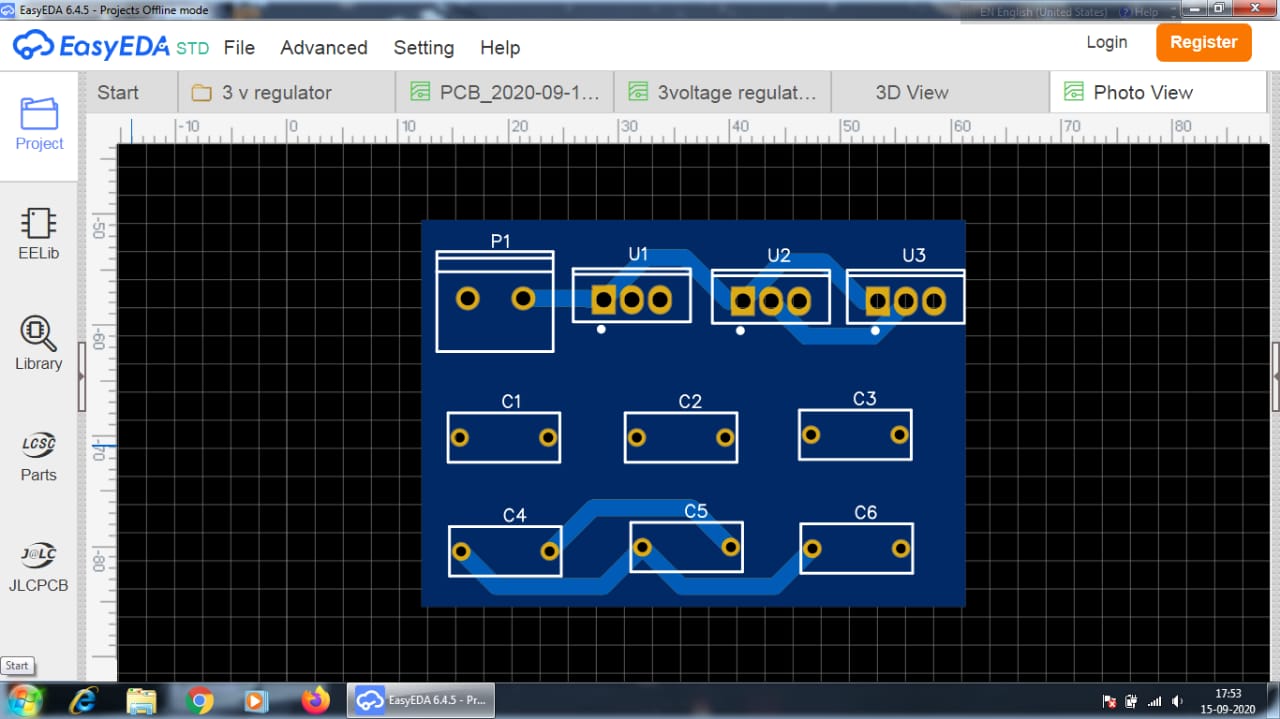 EasyEDA 6.4.5 - Projects Offline mode
EN English (United States) ? Help
EasyEDA STD File Advanced Setting Help Login Register
Start 3 v regulator PCB_2020-09-1... 3voltage regulat... 3D View Photo View
-10 0 10 20 30 40 50 60 70 80
Project
-50
EELib
-60
Library
-70
LCSC
Parts
-80
J@LC
JLCPCB
P1 U1 U2 U3
C1 C2 C3
C4 C5 C6
Start
EasyEDA 6.4.5 - Pr...
17:53
15-09-2020